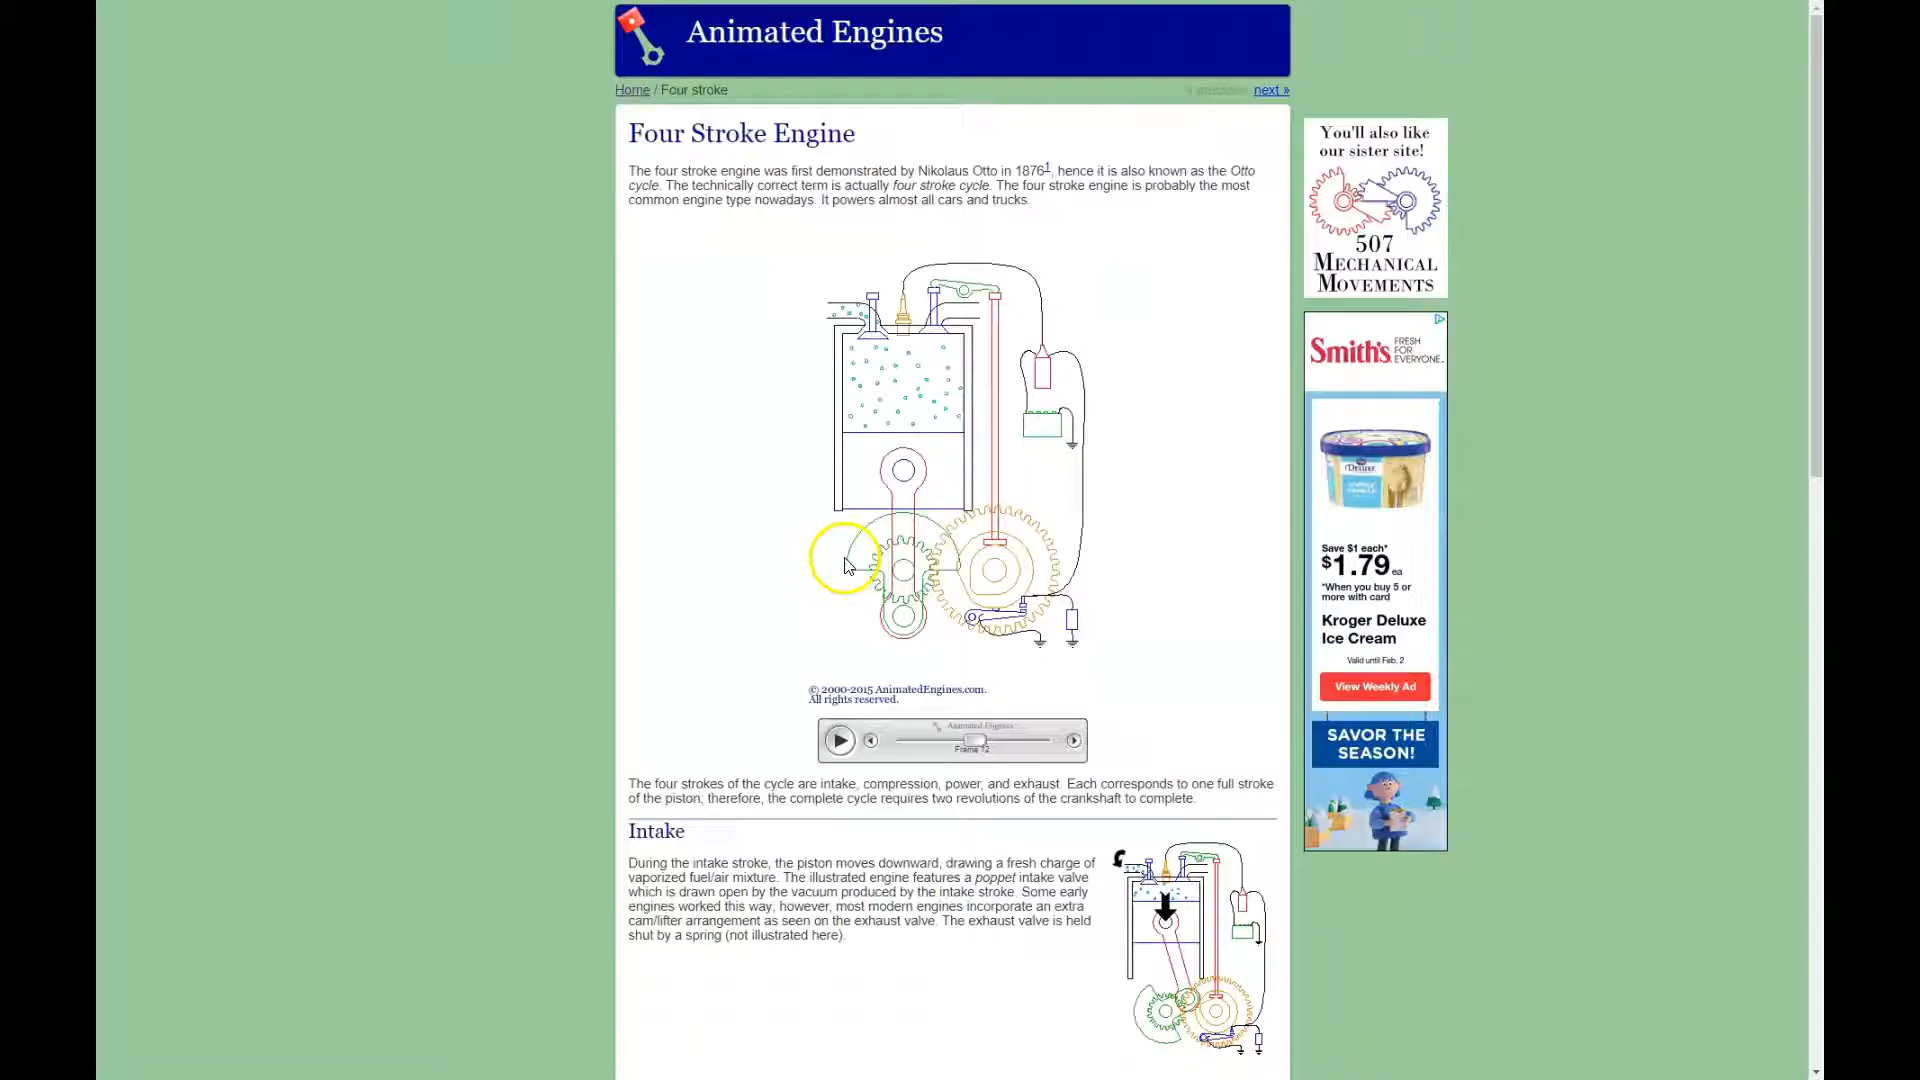 Animated Engines
Home / Four stroke
next »
Four Stroke Engine
The four stroke engine was first demonstrated by Nikolaus Otto in 1876¹, hence it is also known as the Otto
cycle. The technically correct term is actually four stroke cycle. The four stroke engine is probably the most
common engine type nowadays. It powers almost all cars and trucks.
© 2000-2015 AnimatedEngines.com.
All rights reserved.
Animated Engines
Frame 12
The four strokes of the cycle are intake, compression, power, and exhaust. Each corresponds to one full stroke
of the piston; therefore, the complete cycle requires two revolutions of the crankshaft to complete.
Intake
During the intake stroke, the piston moves downward, drawing a fresh charge of
vaporized fuel/air mixture. The illustrated engine features a poppet intake valve
which is drawn open by the vacuum produced by the intake stroke. Some early
engines worked this way, however, most modern engines incorporate an extra
cam/lifter arrangement as seen on the exhaust valve. The exhaust valve is held
shut by a spring (not illustrated here).
You'll also like
our sister site!
507
MECHANICAL
MOVEMENTS
Smith's
FRESH
FOR
EVERYONE.
DELUXE
Save $1 each*
$1.79 ea
*When you buy 5 or
more with card
Kroger Deluxe
Ice Cream
Valid until Feb. 2
View Weekly Ad
SAVOR THE
SEASON!